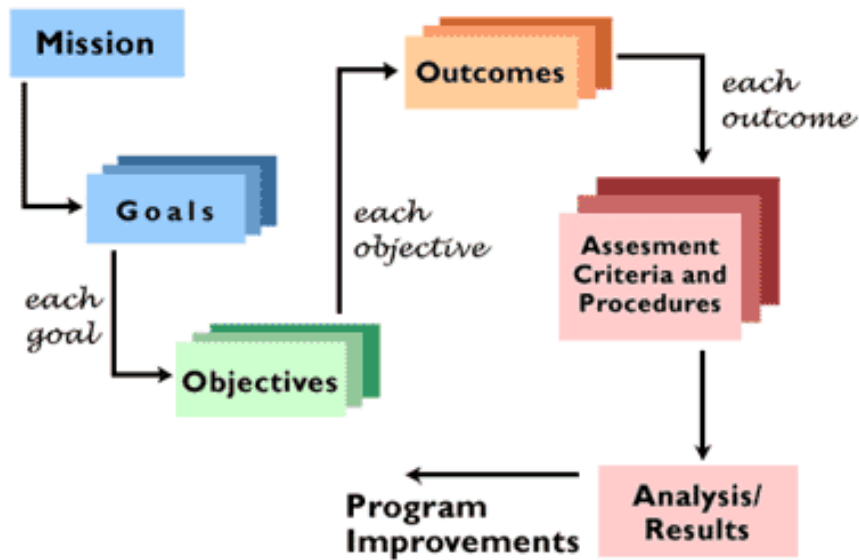 Mission
Goals
each
goal
Objectives
each
objective
Outcomes
each
outcome
Assesment
Criteria and
Procedures
Analysis/
Results
Program
Improvements